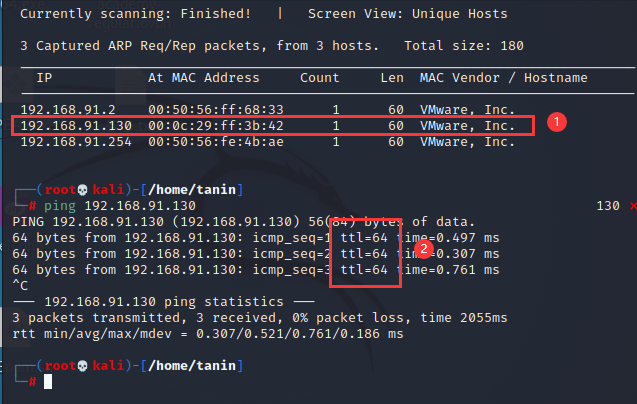 Currently scanning: Finished!   |   Screen View: Unique Hosts
3 Captured ARP Req/Rep packets, from 3 hosts.   Total size: 180
IP            At MAC Address     Count     Len  MAC Vendor / Hostname
192.168.91.2    00:50:56:ff:68:33      1      60  VMware, Inc.
192.168.91.130  00:0c:29:ff:3b:42      1      60  VMware, Inc.
1
192.168.91.254  00:50:56:fe:4b:ae      1      60  VMware, Inc.
┌──(root💀kali)-[/home/tanin]
└─# ping 192.168.91.130                                130 ⨯
PING 192.168.91.130 (192.168.91.130) 56(84) bytes of data.
64 bytes from 192.168.91.130: icmp_seq=1 ttl=64 time=0.497 ms
64 bytes from 192.168.91.130: icmp_seq=2 ttl=64 time=0.307 ms
2
64 bytes from 192.168.91.130: icmp_seq=3 ttl=64 time=0.761 ms
^C
--- 192.168.91.130 ping statistics ---
3 packets transmitted, 3 received, 0% packet loss, time 2055ms
rtt min/avg/max/mdev = 0.307/0.521/0.761/0.186 ms
┌──(root💀kali)-[/home/tanin]
└─#